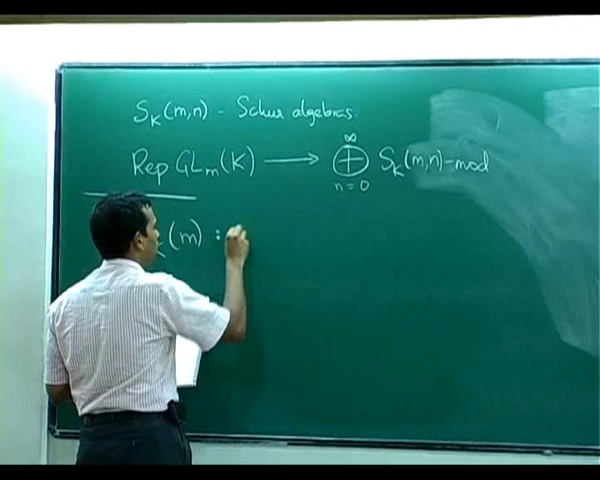 S_K(m,n) - Schur algebras.
Rep GL_m(K) ⟶ ⊕_{n=0}^{∞} S_K(m,n)-mod
(m) :